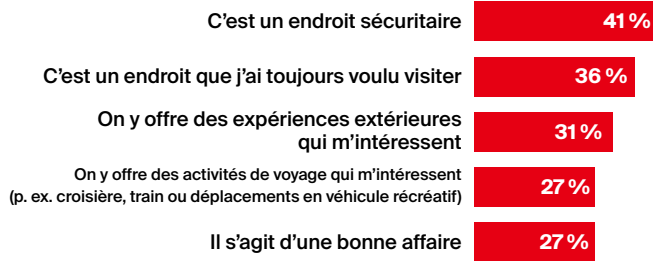 C'est un endroit sécuritaire 41 %
C'est un endroit que j'ai toujours voulu visiter 36 %
On y offre des expériences extérieures
qui m'intéressent 31 %
On y offre des activités de voyage qui m'intéressent
(p. ex. croisière, train ou déplacements en véhicule récréatif) 27 %
Il s'agit d'une bonne affaire 27 %